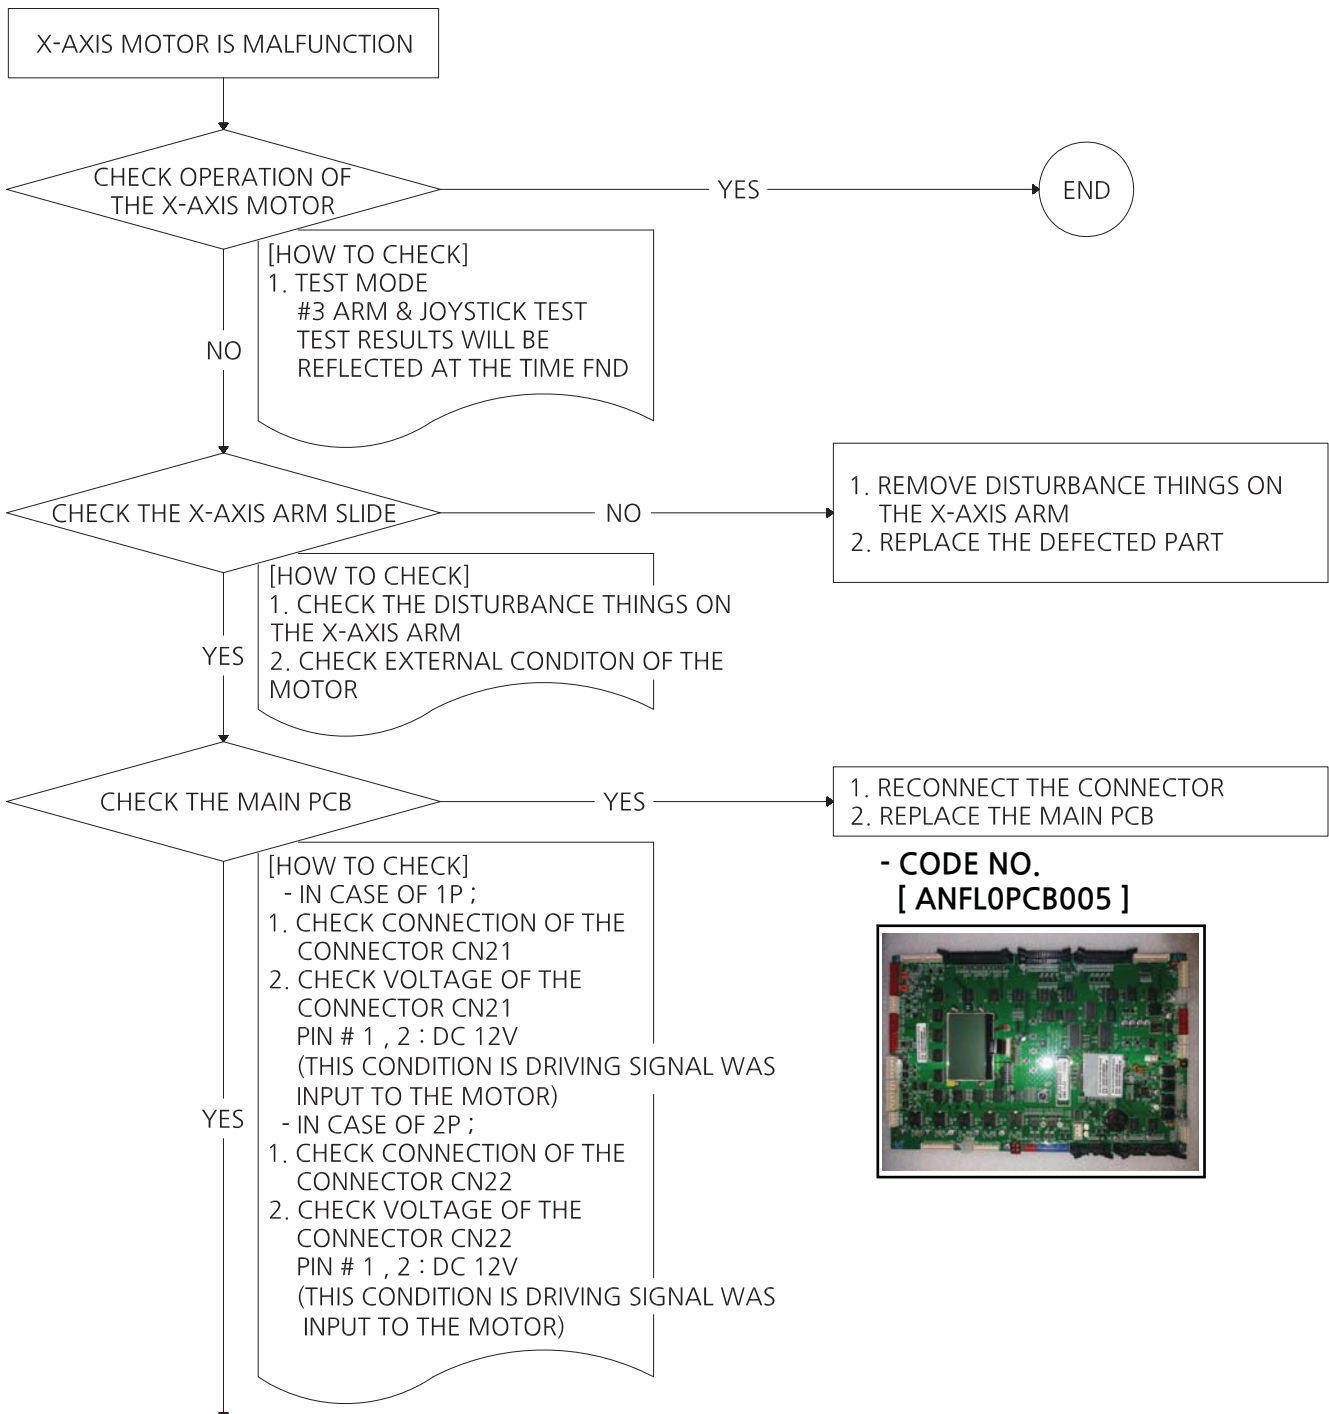 X-AXIS MOTOR IS MALFUNCTION
CHECK OPERATION OF
THE X-AXIS MOTOR
YES
END
[HOW TO CHECK]
1. TEST MODE
#3 ARM & JOYSTICK TEST
TEST RESULTS WILL BE
REFLECTED AT THE TIME FND
NO
CHECK THE X-AXIS ARM SLIDE
NO
1. REMOVE DISTURBANCE THINGS ON
THE X-AXIS ARM
2. REPLACE THE DEFECTED PART
[HOW TO CHECK]
1. CHECK THE DISTURBANCE THINGS ON
THE X-AXIS ARM
2. CHECK EXTERNAL CONDITON OF THE
MOTOR
YES
CHECK THE MAIN PCB
YES
1. RECONNECT THE CONNECTOR
2. REPLACE THE MAIN PCB
- CODE NO.
[ ANFL0PCB005 ]
[HOW TO CHECK]
- IN CASE OF 1P ;
1. CHECK CONNECTION OF THE
CONNECTOR CN21
2. CHECK VOLTAGE OF THE
CONNECTOR CN21
PIN # 1 , 2 : DC 12V
(THIS CONDITION IS DRIVING SIGNAL WAS
INPUT TO THE MOTOR)
- IN CASE OF 2P ;
1. CHECK CONNECTION OF THE
CONNECTOR CN22
2. CHECK VOLTAGE OF THE
CONNECTOR CN22
PIN # 1 , 2 : DC 12V
(THIS CONDITION IS DRIVING SIGNAL WAS
INPUT TO THE MOTOR)
YES